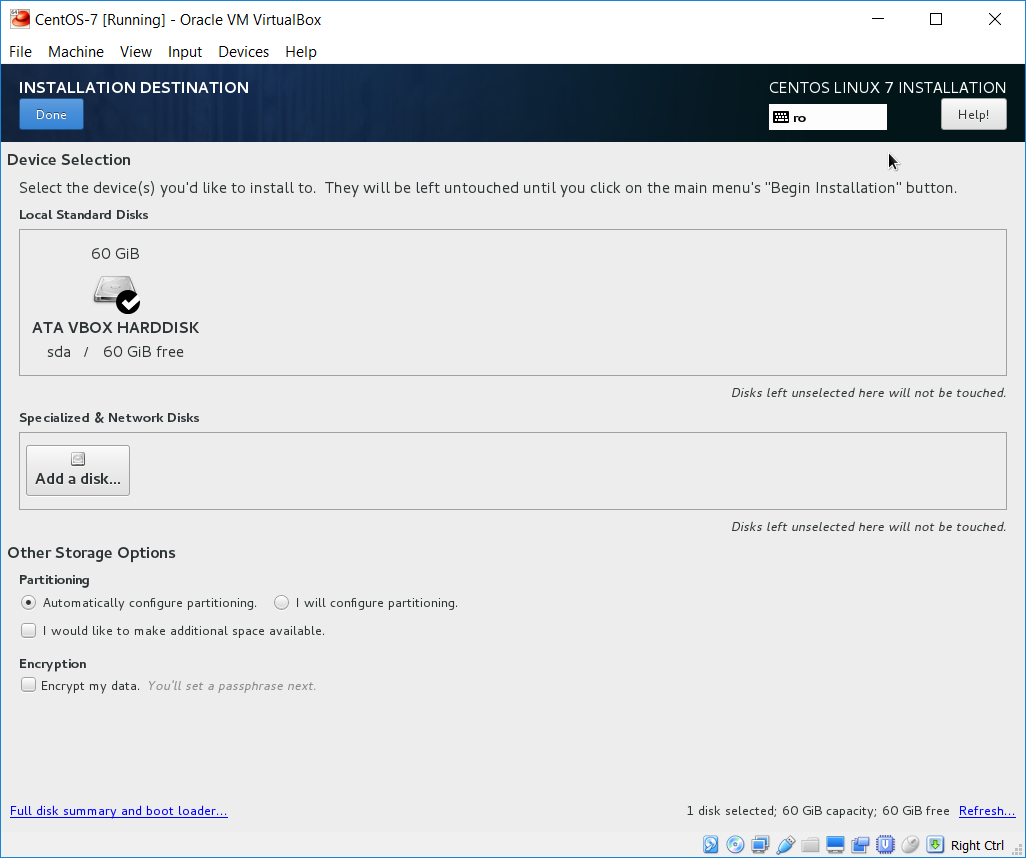 CentOS-7 [Running] - Oracle VM VirtualBox
File Machine View Input Devices Help
INSTALLATION DESTINATION
CENTOS LINUX 7 INSTALLATION
Done
ro
Help!
Device Selection
Select the device(s) you'd like to install to. They will be left untouched until you click on the main menu's "Begin Installation" button.
Local Standard Disks
60 GiB
ATA VBOX HARDDISK
sda / 60 GiB free
Disks left unselected here will not be touched.
Specialized & Network Disks
Add a disk...
Disks left unselected here will not be touched.
Other Storage Options
Partitioning
Automatically configure partitioning. I will configure partitioning.
I would like to make additional space available.
Encryption
Encrypt my data. You'll set a passphrase next.
Full disk summary and boot loader... 1 disk selected; 60 GiB capacity; 60 GiB free Refresh...
Right Ctrl